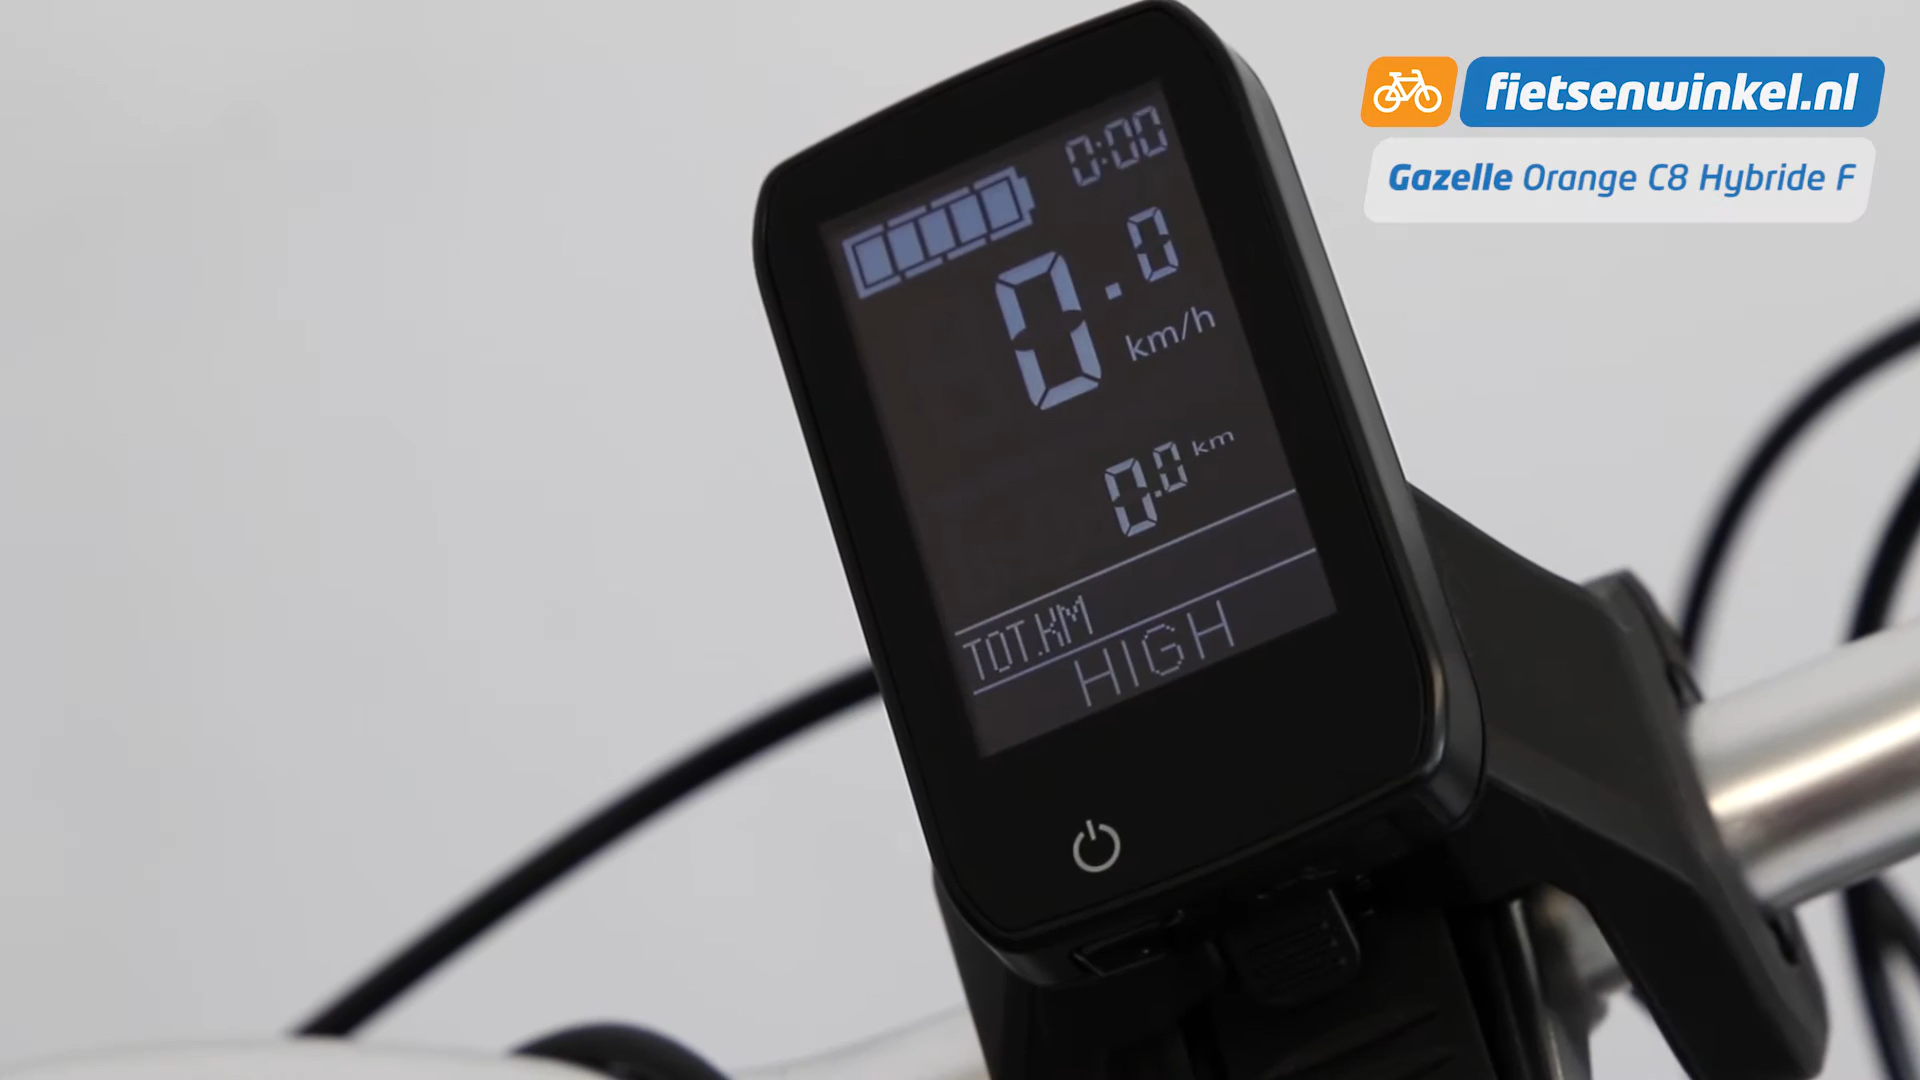 fietsenwinkel.nl
Gazelle Orange C8 Hybride F
0:00
0.0
km/h
0.0 km
TOT.KM
HIGH